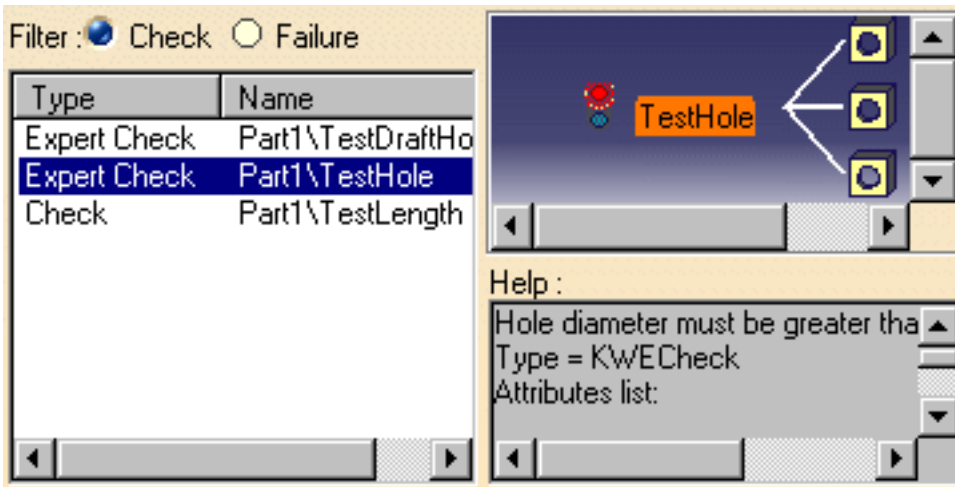 Filter : Check Failure
Type Name
Expert Check Part1\TestDraftHo
Expert Check Part1\TestHole
Check Part1\TestLength
TestHole
Help :
Hole diameter must be greater tha
Type = KWECheck
Attributes list: